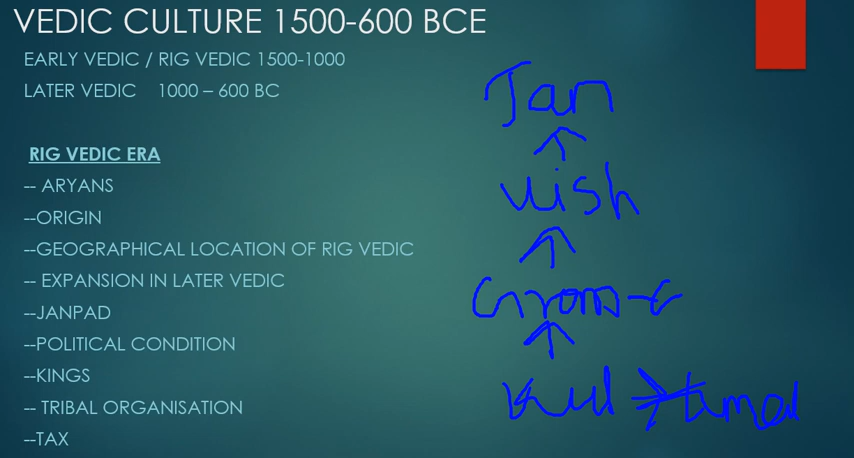 VEDIC CULTURE 1500-600 BCE
EARLY VEDIC / RIG VEDIC 1500-1000
LATER VEDIC 1000 – 600 BC
RIG VEDIC ERA
-- ARYANS
--ORIGIN
--GEOGRAPHICAL LOCATION OF RIG VEDIC
-- EXPANSION IN LATER VEDIC
--JANPAD
--POLITICAL CONDITION
--KINGS
-- TRIBAL ORGANISATION
--TAX
Jan
Vish
Kul